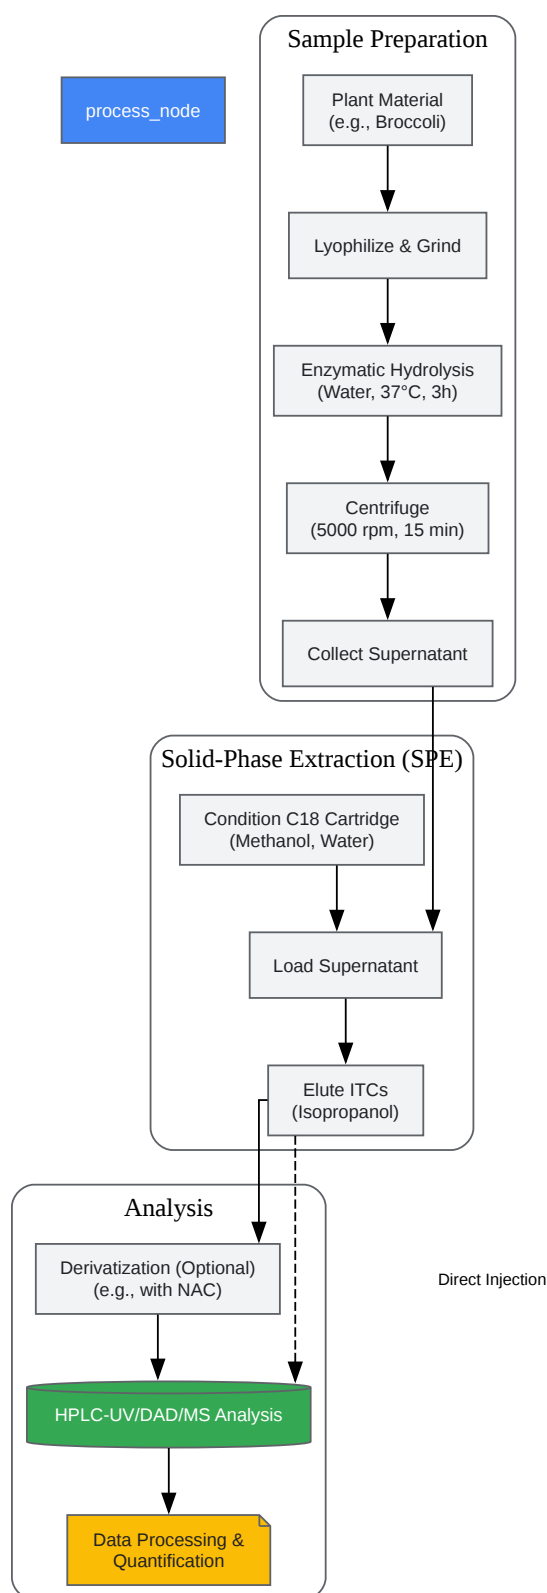 Sample Preparation
process_node
Plant Material
(e.g., Broccoli)
Lyophilize & Grind
Enzymatic Hydrolysis
(Water, 37°C, 3h)
Centrifuge
(5000 rpm, 15 min)
Collect Supernatant
Solid-Phase Extraction (SPE)
Condition C18 Cartridge
(Methanol, Water)
Load Supernatant
Elute ITCs
(Isopropanol)
Analysis
Derivatization (Optional)
(e.g., with NAC)
Direct Injection
HPLC-UV/DAD/MS Analysis
Data Processing &
Quantification